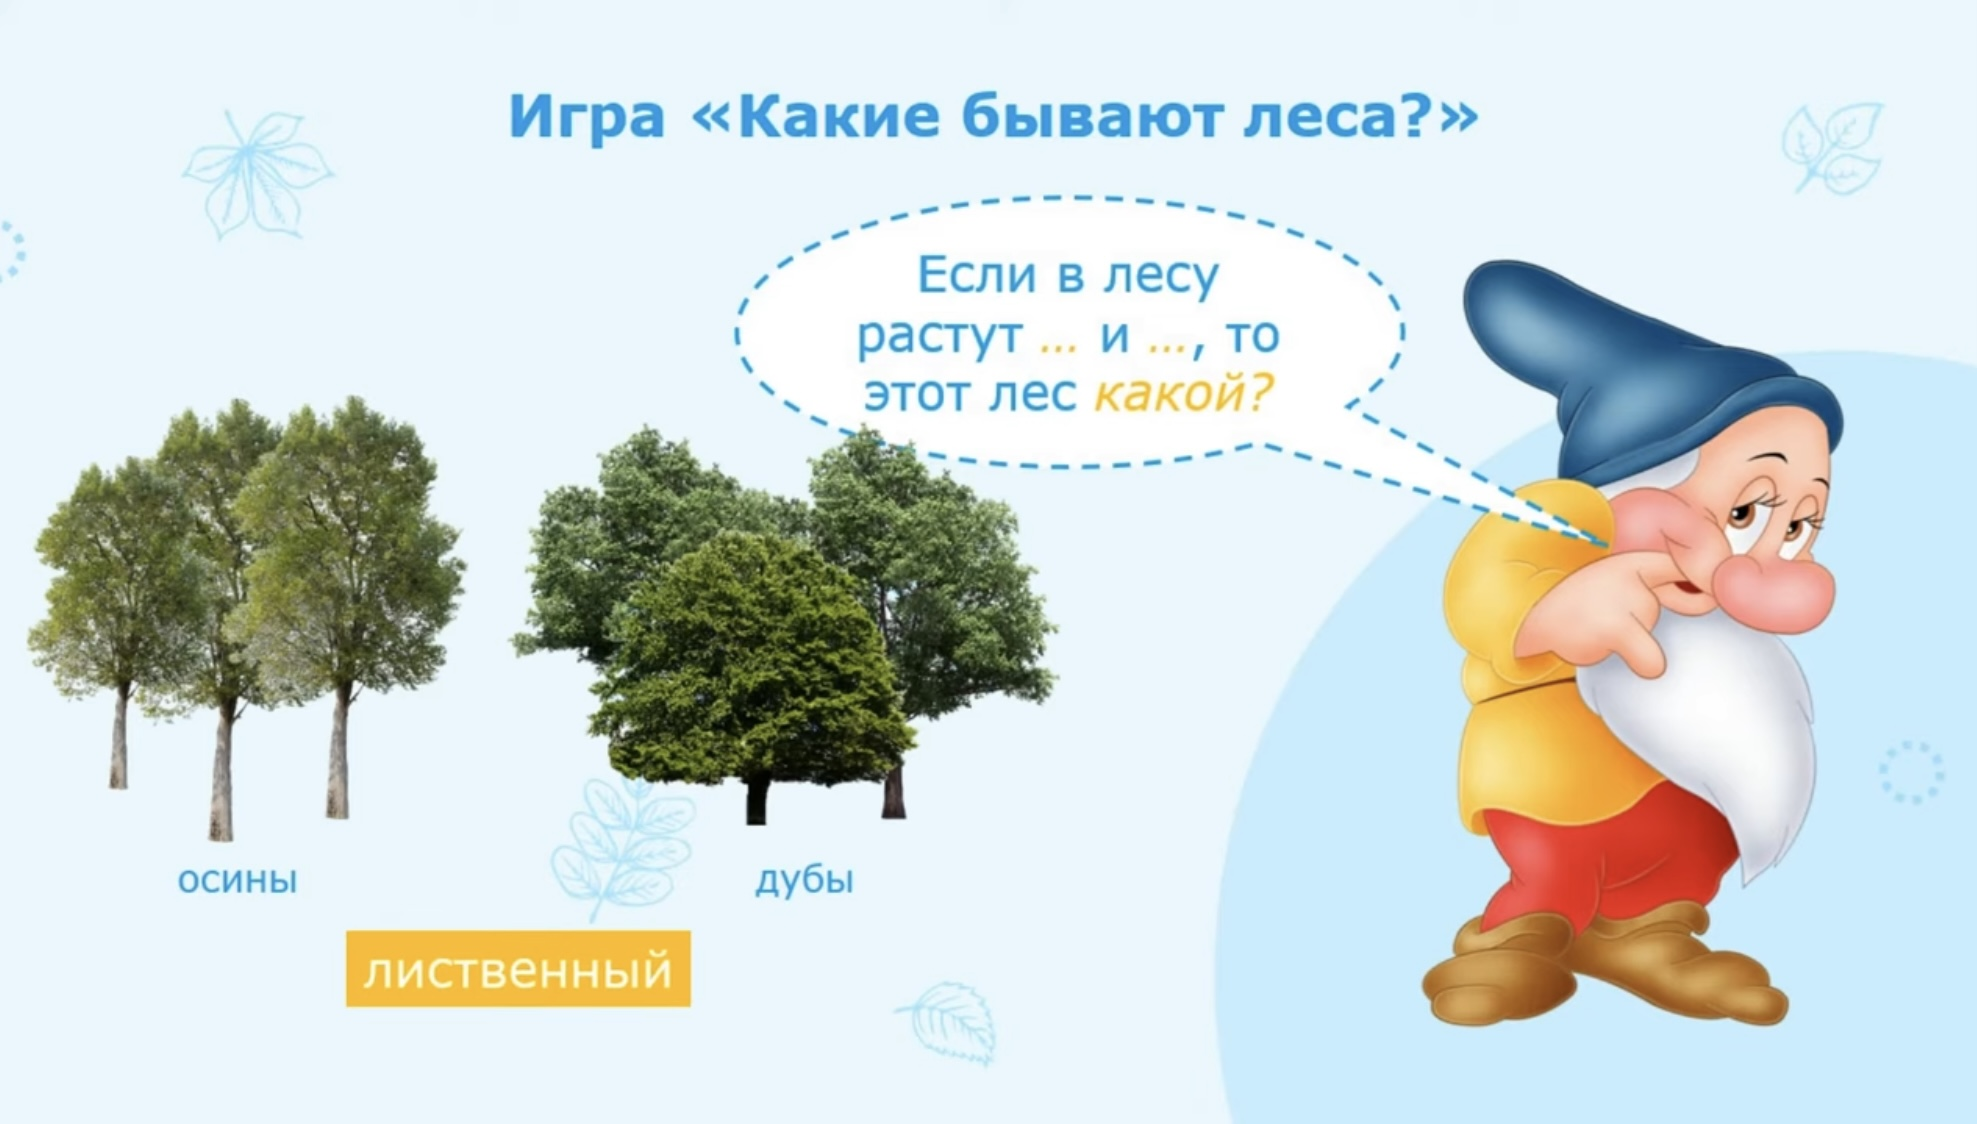 Игра «Какие бывают леса?»
Если в лесу
растут ... и ..., то
этот лес какой?
осины
дубы
лиственный